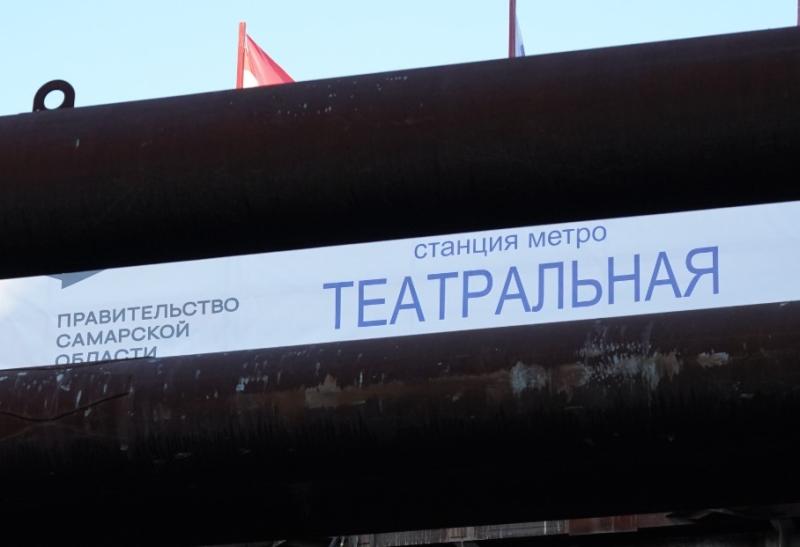 станция метро
ТЕАТРАЛЬНАЯ
ПРАВИТЕЛЬСТВО
САМАРСКОЙ
ОБЛАСТИ